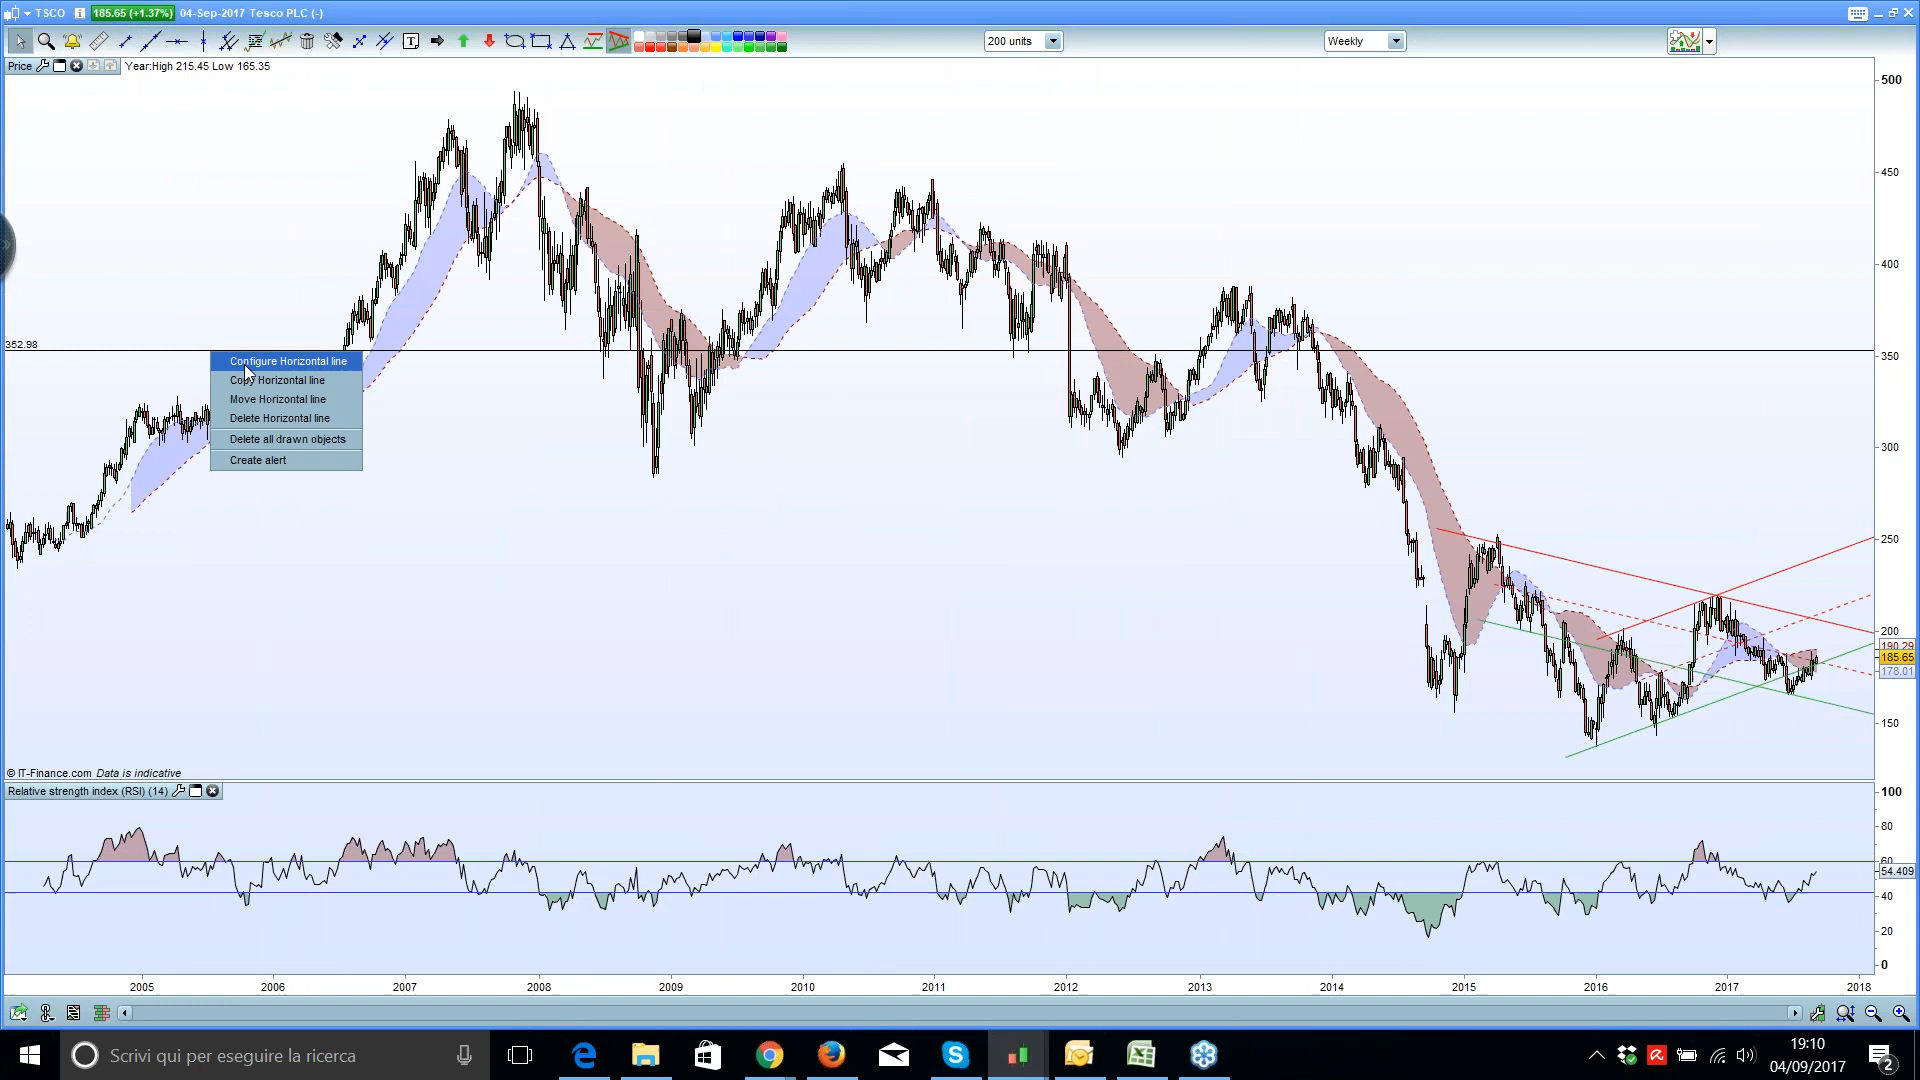 TSCO 185.65 (+1.37%) 04-Sep-2017 Tesco PLC (-)
200 units
Weekly
Price Year:High 215.45 Low 165.35
500
450
400
352.98
350
300
250
200
190.29
185.65
178.01
150
Configure Horizontal line
Copy Horizontal line
Move Horizontal line
Delete Horizontal line
Delete all drawn objects
Create alert
© IT-Finance.com Data is indicative
Relative strength index (RSI) (14)
100
80
60
54.409
40
20
0
2005 2006 2007 2008 2009 2010 2011 2012 2013 2014 2015 2016 2017 2018
Scrivi qui per eseguire la ricerca
19:10
04/09/2017
2